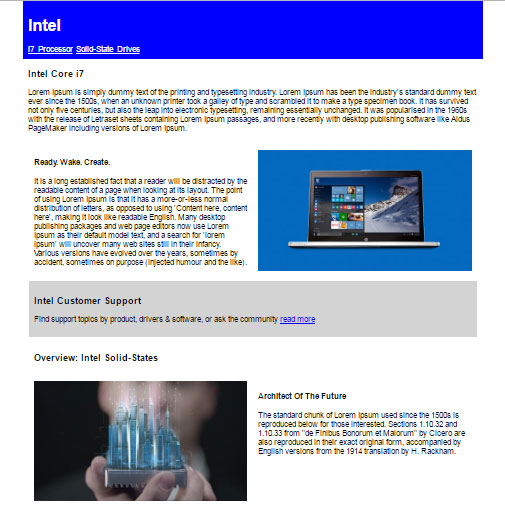 Intel
i7 Processor Solid-State Drives
Intel Core i7
Lorem Ipsum is simply dummy text of the printing and typesetting industry. Lorem Ipsum has been the industry's standard dummy text
ever since the 1500s, when an unknown printer took a galley of type and scrambled it to make a type specimen book. It has survived
not only five centuries, but also the leap into electronic typesetting, remaining essentially unchanged. It was popularised in the 1960s
with the release of Letraset sheets containing Lorem Ipsum passages, and more recently with desktop publishing software like Aldus
PageMaker including versions of Lorem Ipsum.
Ready. Wake. Create.
It is a long established fact that a reader will be distracted by the
readable content of a page when looking at its layout. The point
of using Lorem Ipsum is that it has a more-or-less normal
distribution of letters, as opposed to using 'Content here, content
here', making it look like readable English. Many desktop
publishing packages and web page editors now use Lorem
Ipsum as their default model text, and a search for 'lorem
ipsum' will uncover many web sites still in their infancy.
Various versions have evolved over the years, sometimes by
accident, sometimes on purpose (injected humour and the like).
Intel Customer Support
Find support topics by product, drivers & software, or ask the community read more
Overview: Intel Solid-States
Architect Of The Future
The standard chunk of Lorem Ipsum used since the 1500s is
reproduced below for those interested. Sections 1.10.32 and
1.10.33 from "de Finibus Bonorum et Malorum" by Cicero are
also reproduced in their exact original form, accompanied by
English versions from the 1914 translation by H. Rackham.